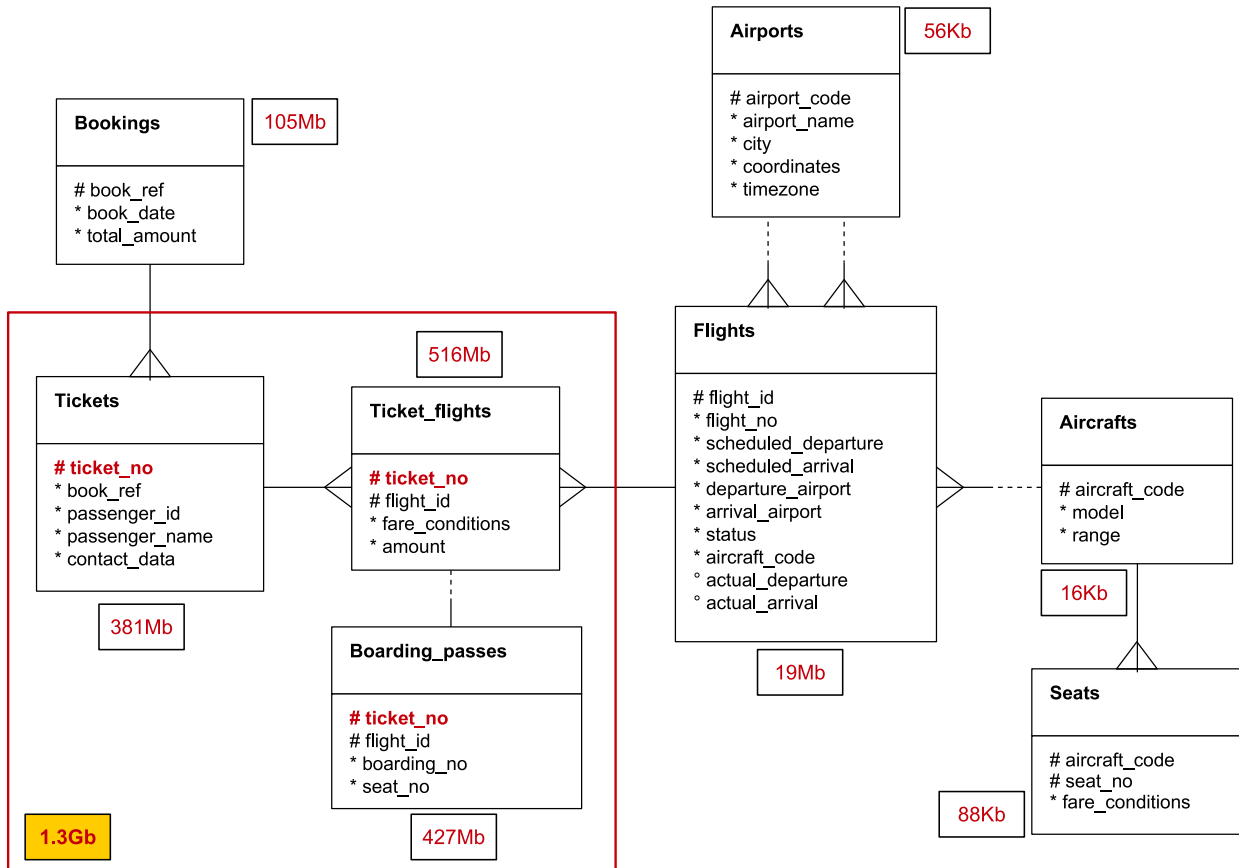 Airports
56Kb
# airport_code
* airport_name
* city
* coordinates
* timezone
Bookings
105Mb
# book_ref
* book_date
* total_amount
Tickets
# ticket_no
* book_ref
* passenger_id
* passenger_name
* contact_data
381Mb
516Mb
Ticket_flights
# ticket_no
# flight_id
* fare_conditions
* amount
Boarding_passes
# ticket_no
# flight_id
* boarding_no
* seat_no
427Mb
1.3Gb
Flights
# flight_id
* flight_no
* scheduled_departure
* scheduled_arrival
* departure_airport
* arrival_airport
* status
* aircraft_code
° actual_departure
° actual_arrival
19Mb
Aircrafts
# aircraft_code
* model
* range
16Kb
Seats
# aircraft_code
# seat_no
* fare_conditions
88Kb